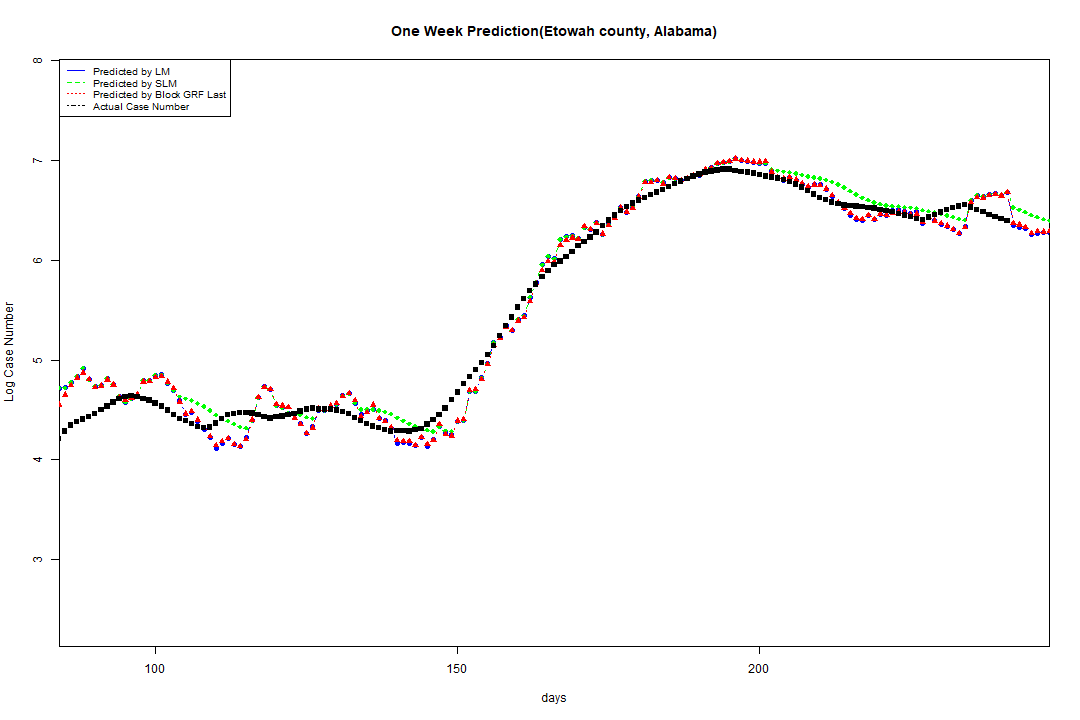 One Week Prediction(Etowah county, Alabama)
Predicted by LM
Predicted by SLM
Predicted by Block GRF Last
Actual Case Number
8
7
6
5
4
3
Log Case Number
100
150
200
days